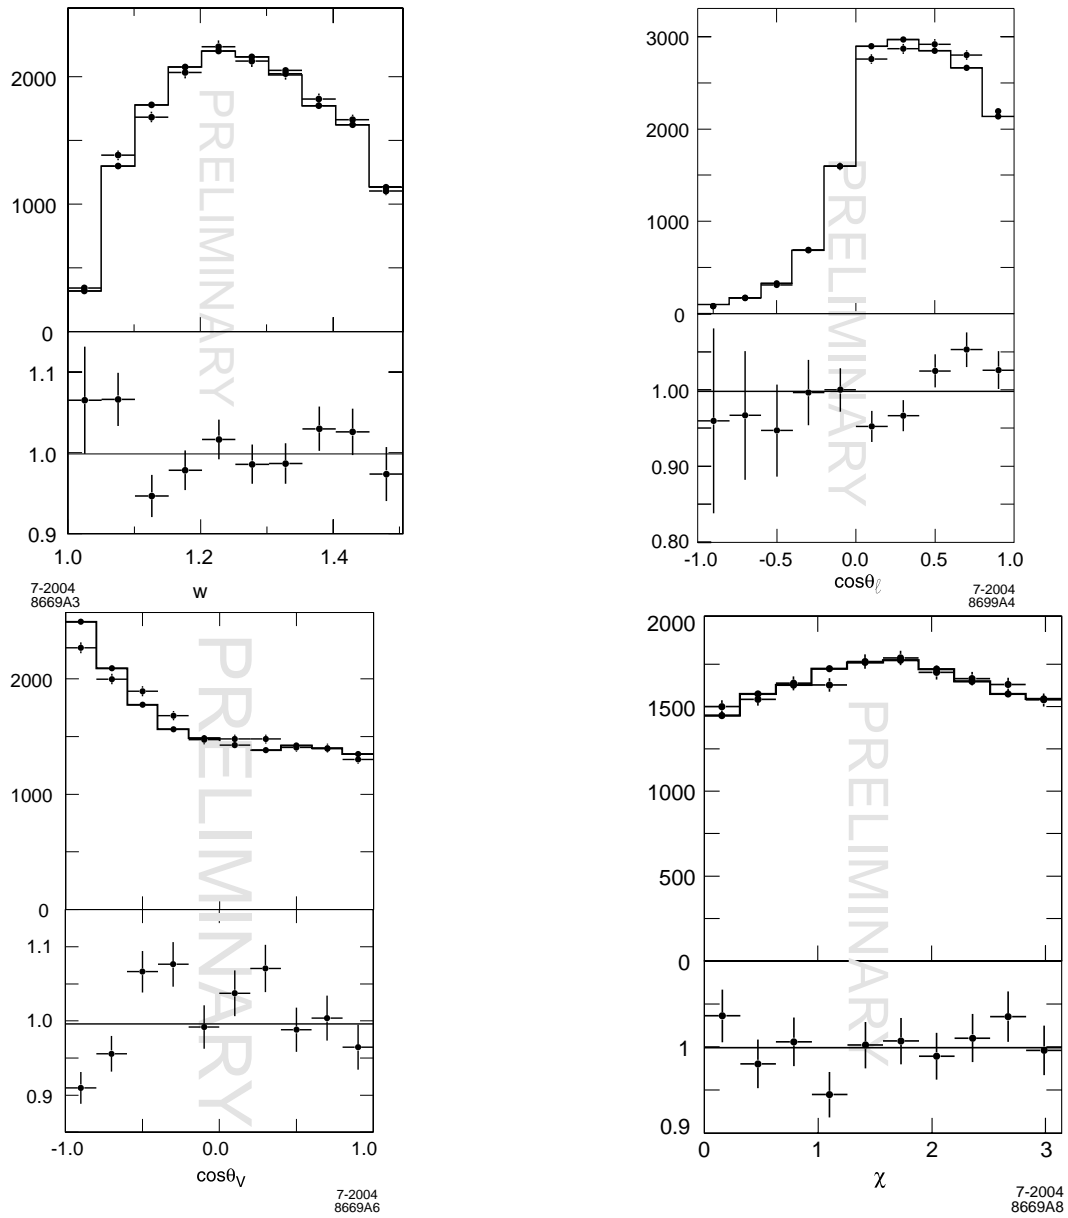 2000
1000
0
1.1
1.0
0.9
1.0 1.2 1.4
w
7-2004
8669A3
PRELIMINARY
3000
2000
1000
0
1.00
0.90
0.80
-1.0 -0.5 0.0 0.5 1.0
cosθℓ
7-2004
8699A4
PRELIMINARY
2000
1000
0
1.1
1.0
0.9
-1.0 0.0 1.0
cosθV
7-2004
8669A6
PRELIMINARY
2000
1500
1000
500
0
1
0.9
0 1 2 3
χ
7-2004
8669A8
PRELIMINARY